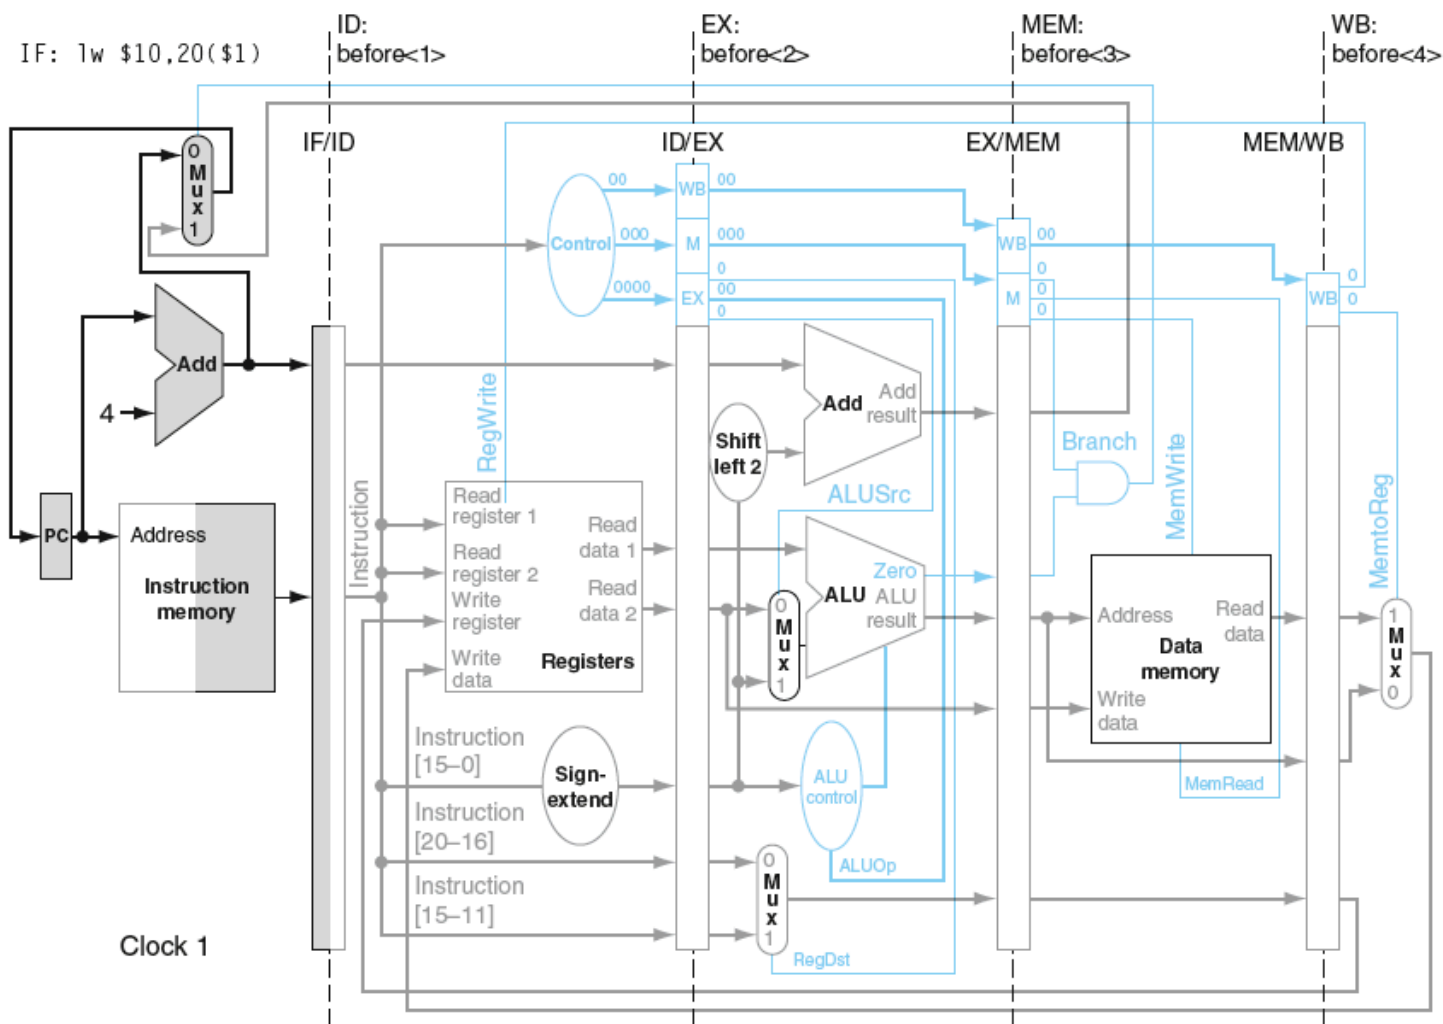 IF: lw $10,20($1)
ID:
before<1>
EX:
before<2>
MEM:
before<3>
WB:
before<4>
IF/ID
ID/EX
EX/MEM
MEM/WB
0
M
u
x
1
Add
4
PC
Address
Instruction
memory
Clock 1
Instruction
RegWrite
Control
00
000
0000
WB
M
EX
00
000
0
00
0
WB
M
00
0
0
0
WB
0
0
Read
register 1
Read
register 2
Write
register
Write
data
Read
data 1
Read
data 2
Registers
Instruction
[15–0]
Sign-
extend
Instruction
[20–16]
Instruction
[15–11]
Shift
left 2
Add
Add
result
ALUSrc
0
M
u
x
1
ALU
Zero
ALU
result
ALU
control
ALUOp
0
M
u
x
1
RegDst
Branch
MemWrite
Address
Read
data
Data
memory
Write
data
MemRead
MemtoReg
1
M
u
x
0